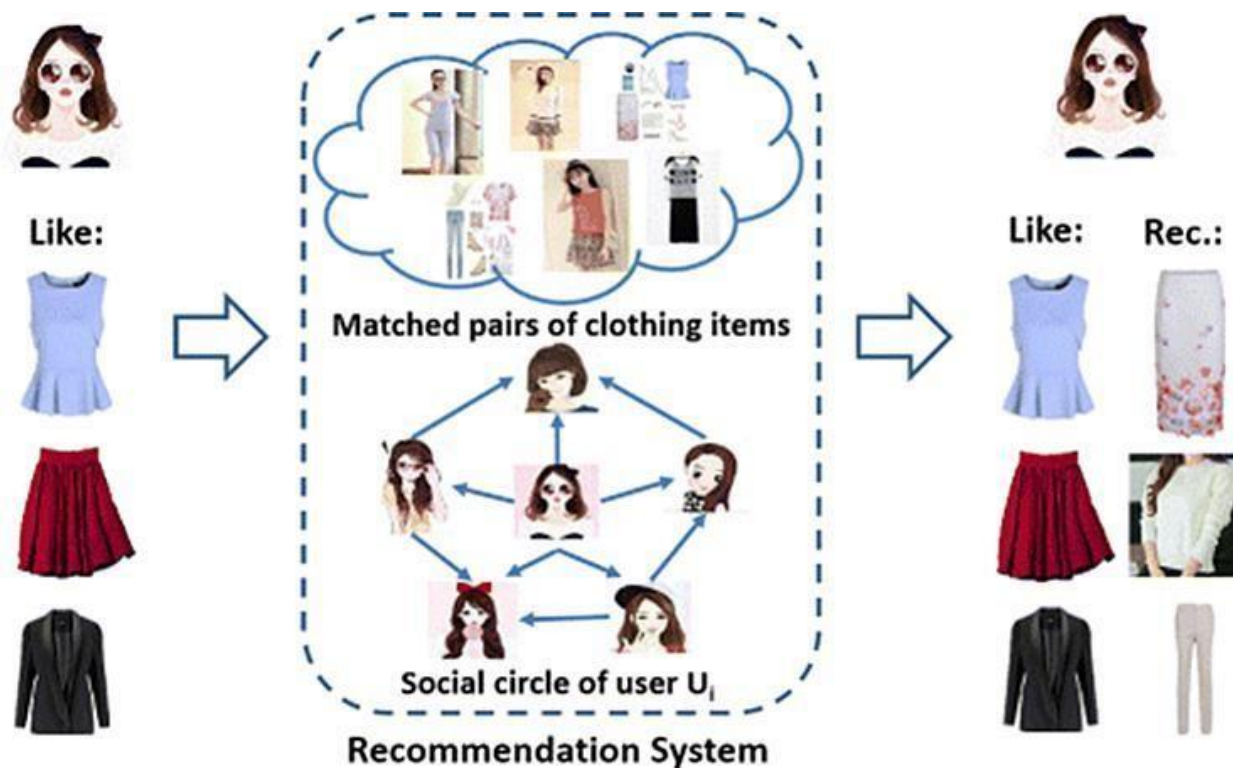 Like:
Matched pairs of clothing items
Social circle of user Uᵢ
Recommendation System
Like:
Rec.: